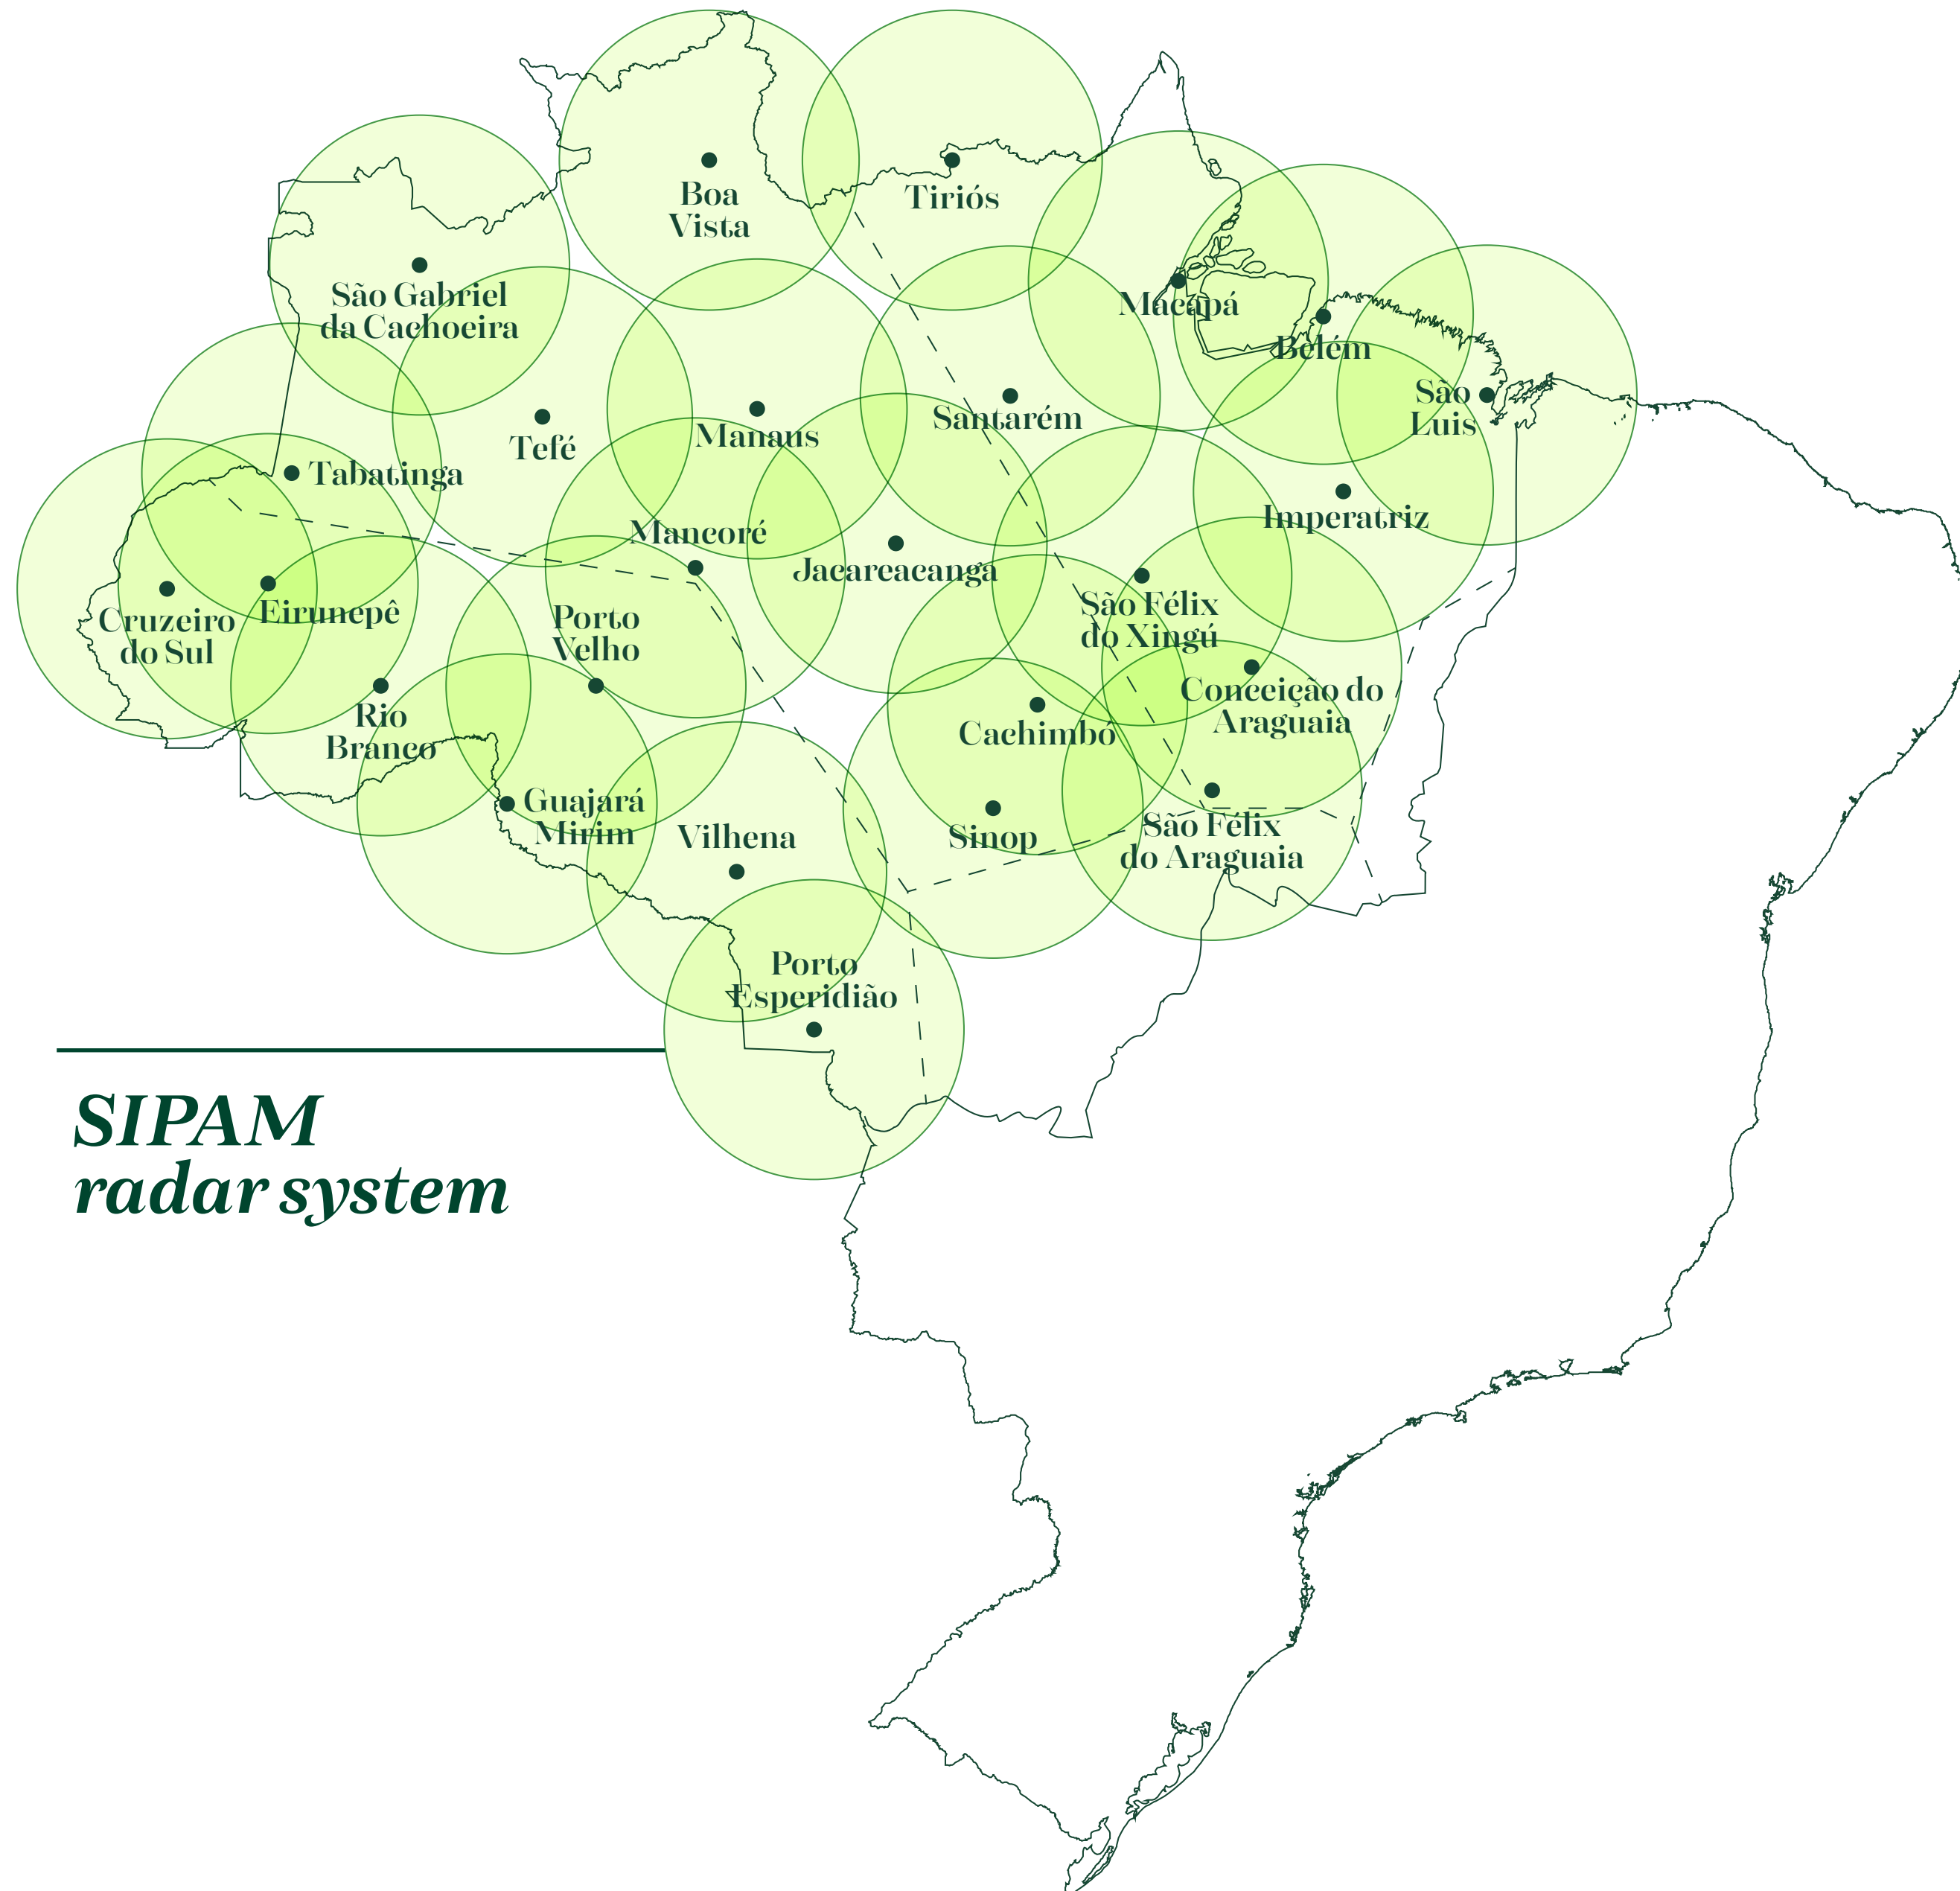 Boa
Vista
Tiriós
São Gabriel
da Cachoeira
Macapá
Belém
São
Luis
Santarém
Manaus
Tefé
Tabatinga
Imperatriz
Mancoré
Jacareacanga
Cruzeiro
do Sul
Eirunepê
Porto
Velho
São Félix
do Xingú
Rio
Branco
Conceição do
Araguaia
Cachimbó
Guajará
Mirim
Vilhena
Sinop
São Félix
do Araguaia
Porto
Esperidião
SIPAM
radar system